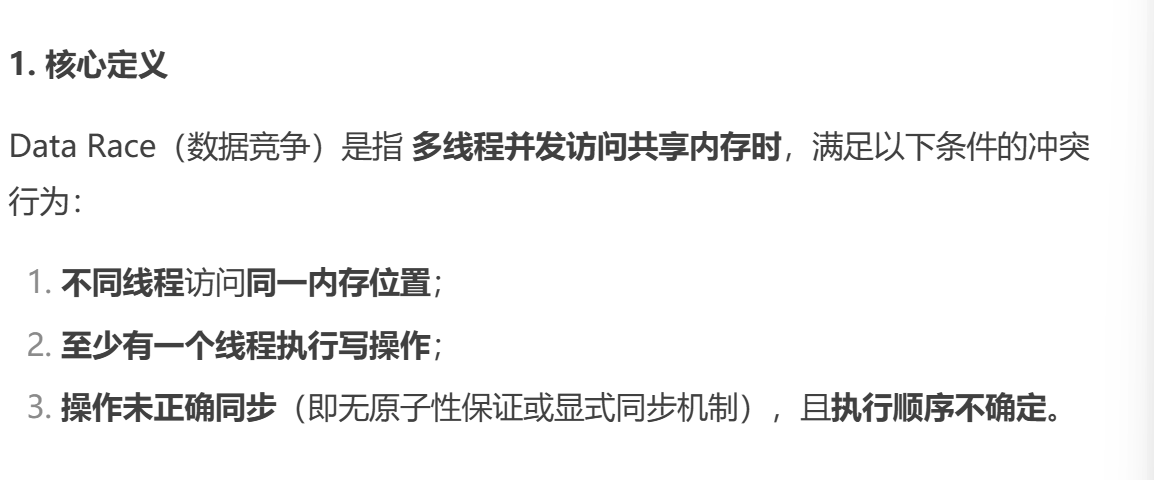 1. 核心定义
Data Race（数据竞争）是指 多线程并发访问共享内存时，满足以下条件的冲突
行为：
1. 不同线程访问同一内存位置；
2. 至少有一个线程执行写操作；
3. 操作未正确同步（即无原子性保证或显式同步机制），且执行顺序不确定。